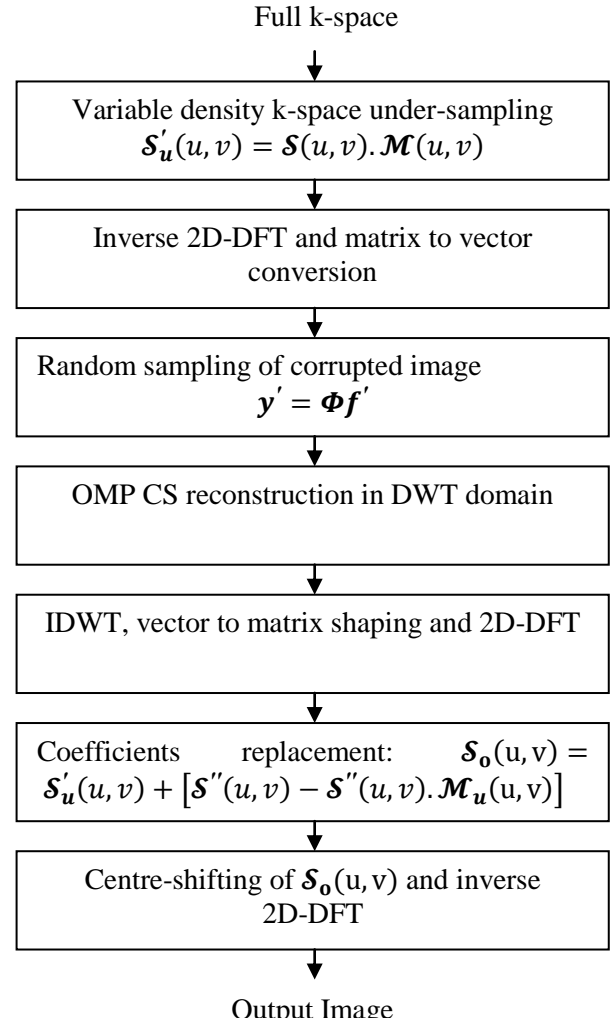 Full k-space
Variable density k-space under-sampling
𝓢ᵤ′(u, v) = 𝓢(u, v). 𝓜(u, v)
Inverse 2D-DFT and matrix to vector
conversion
Random sampling of corrupted image
y′ = Φf′
OMP CS reconstruction in DWT domain
IDWT, vector to matrix shaping and 2D-DFT
Coefficients replacement: 𝓢ₒ(u, v) =
𝓢ᵤ′(u, v) + [𝓢′′(u, v) − 𝓢′′(u, v). 𝓜ᵤ(u, v)]
Centre-shifting of 𝓢ₒ(u, v) and inverse
2D-DFT
Output Image